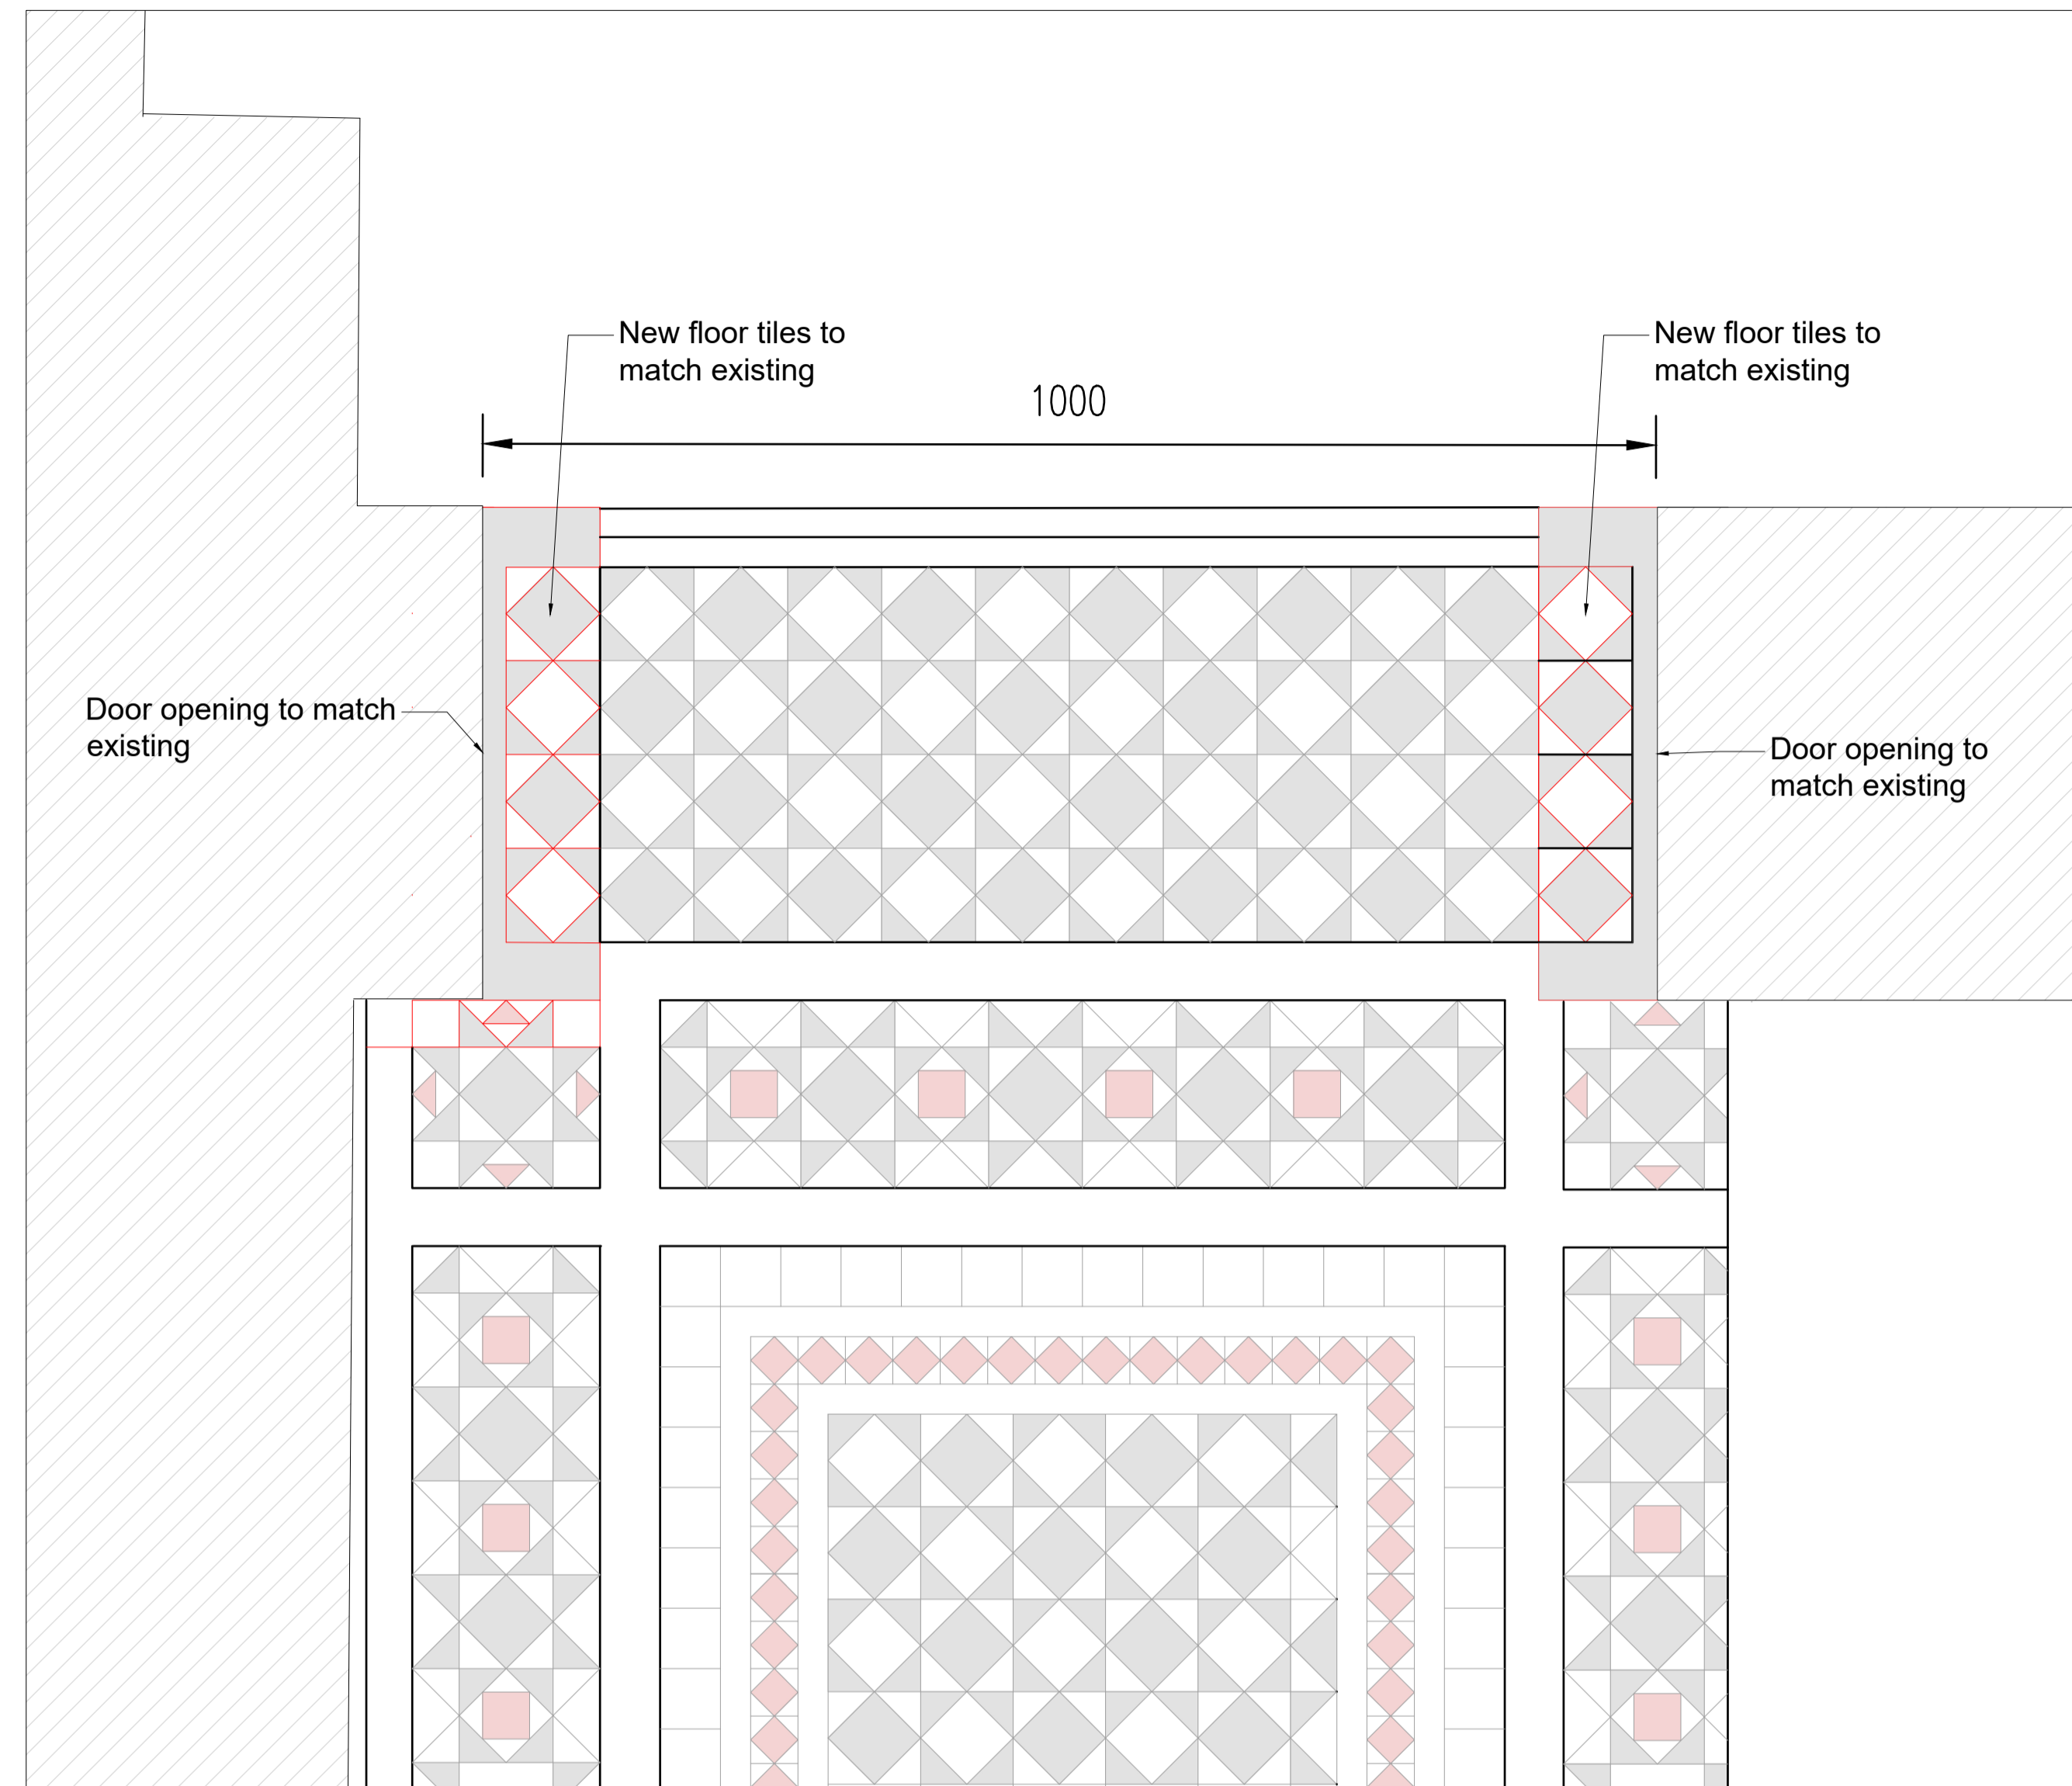 New floor tiles to
match existing
New floor tiles to
match existing
1000
Door opening to match
existing
Door opening to
match existing